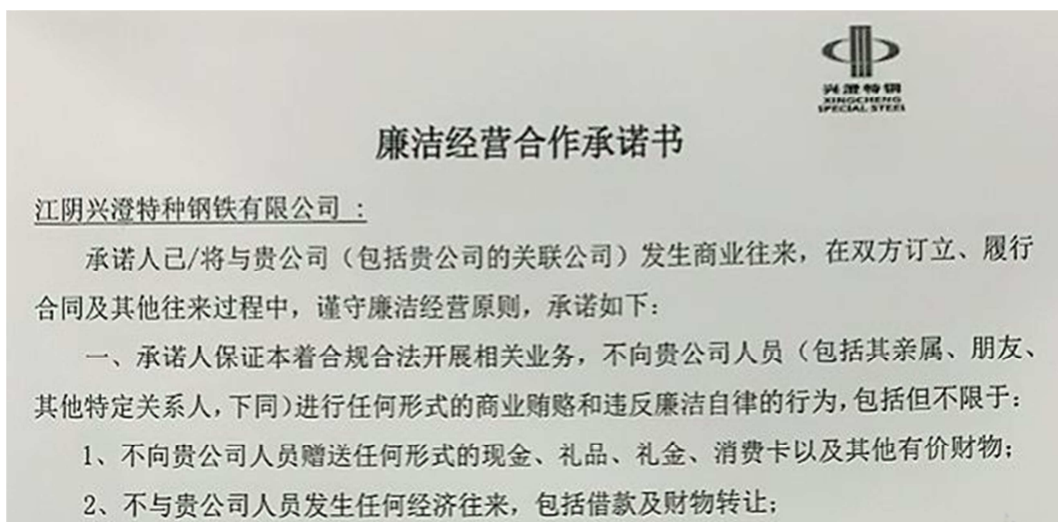 兴澄特钢
XINGCHENG
SPECIAL STEEL
廉洁经营合作承诺书
江阴兴澄特种钢铁有限公司 :
承诺人已/将与贵公司（包括贵公司的关联公司）发生商业往来，在双方订立、履行
合同及其他往来过程中，谨守廉洁经营原则，承诺如下：
一、承诺人保证本着合规合法开展相关业务，不向贵公司人员（包括其亲属、朋友、
其他特定关系人，下同）进行任何形式的商业贿赂和违反廉洁自律的行为，包括但不限于：
1、不向贵公司人员赠送任何形式的现金、礼品、礼金、消费卡以及其他有价财物；
2、不与贵公司人员发生任何经济往来，包括借款及财物转让；